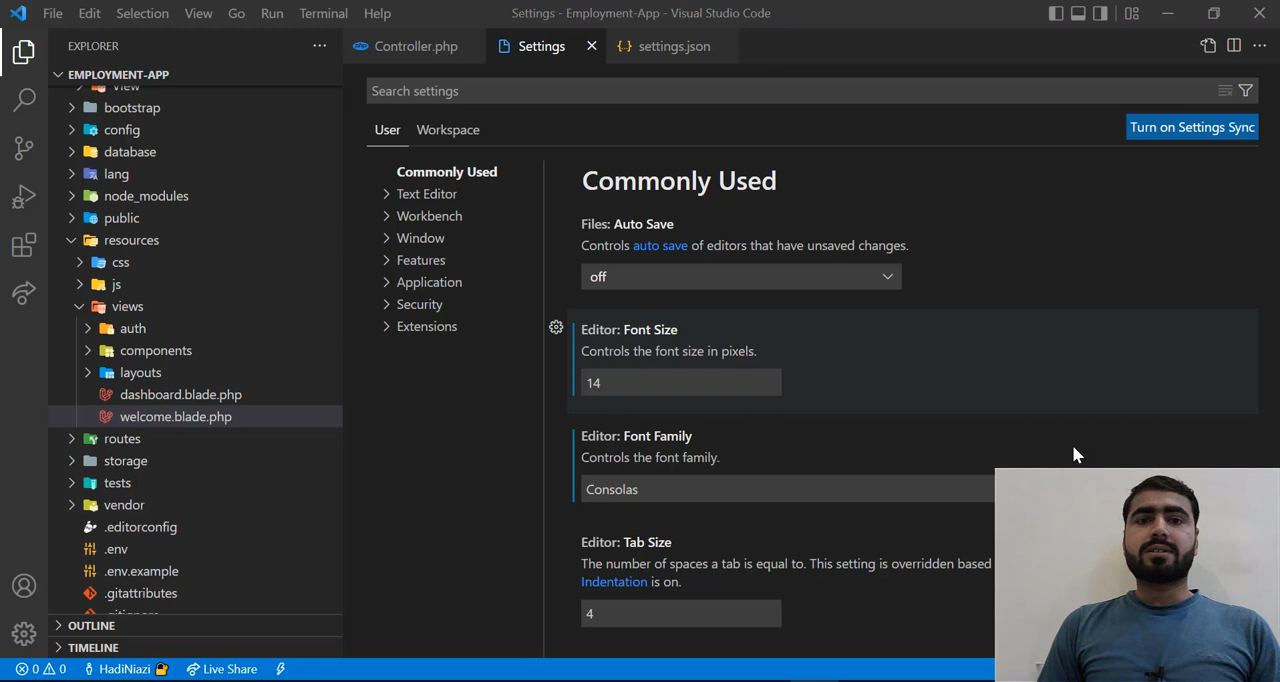 File Edit Selection View Go Run Terminal Help
Settings - Employment-App - Visual Studio Code
EXPLORER
Controller.php
Settings
{..} settings.json
EMPLOYMENT-APP
View
bootstrap
config
database
lang
node_modules
public
resources
css
js
views
auth
components
layouts
dashboard.blade.php
welcome.blade.php
routes
storage
tests
vendor
.editorconfig
.env
.env.example
.gitattributes
.gitignore
OUTLINE
TIMELINE
Search settings
User Workspace
Turn on Settings Sync
Commonly Used
Text Editor
Workbench
Window
Features
Application
Security
Extensions
Commonly Used
Files: Auto Save
Controls auto save of editors that have unsaved changes.
off
Editor: Font Size
Controls the font size in pixels.
14
Editor: Font Family
Controls the font family.
Consolas
Editor: Tab Size
The number of spaces a tab is equal to. This setting is overridden based
Indentation is on.
4
0 0 HadiNiazi Live Share